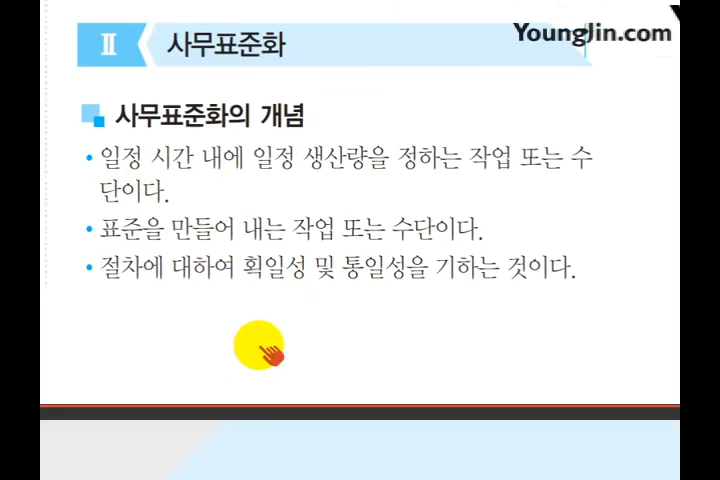 Ⅱ 사무표준화
YoungJin.com
사무표준화의 개념
• 일정 시간 내에 일정 생산량을 정하는 작업 또는 수
단이다.
• 표준을 만들어 내는 작업 또는 수단이다.
• 절차에 대하여 획일성 및 통일성을 기하는 것이다.